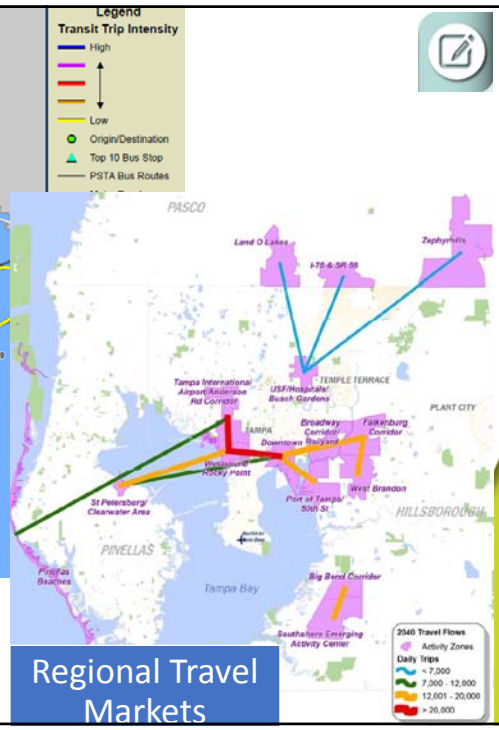 Legend
Transit Trip Intensity
High
Low
Origin/Destination
Top 10 Bus Stop
PSTA Bus Routes
PASCO
Land O Lakes
I-75 & SR-56
Zephyrhills
Tampa International/
Airport/Anderson
Rd Corridor
USF/Hospitals/
Busch Gardens
TEMPLE TERRACE
PLANT CITY
TAMPA
Broadway
Corridor/
Railyard
Falkenburg
Corridor
Downtown
Westshore/
Rocky Point
St Petersburg/
Clearwater Area
Port of Tampa/
50th St
West Brandon
HILLSBOROUGH
PINELLAS
Pinellas
Beaches
Tampa Bay
Big Bend Corridor
Southshore Emerging
Activity Center
2040 Travel Flows
Activity Zones
Daily Trips
< 7,000
7,000 - 12,000
12,001 - 20,000
> 20,000
Regional Travel
Markets